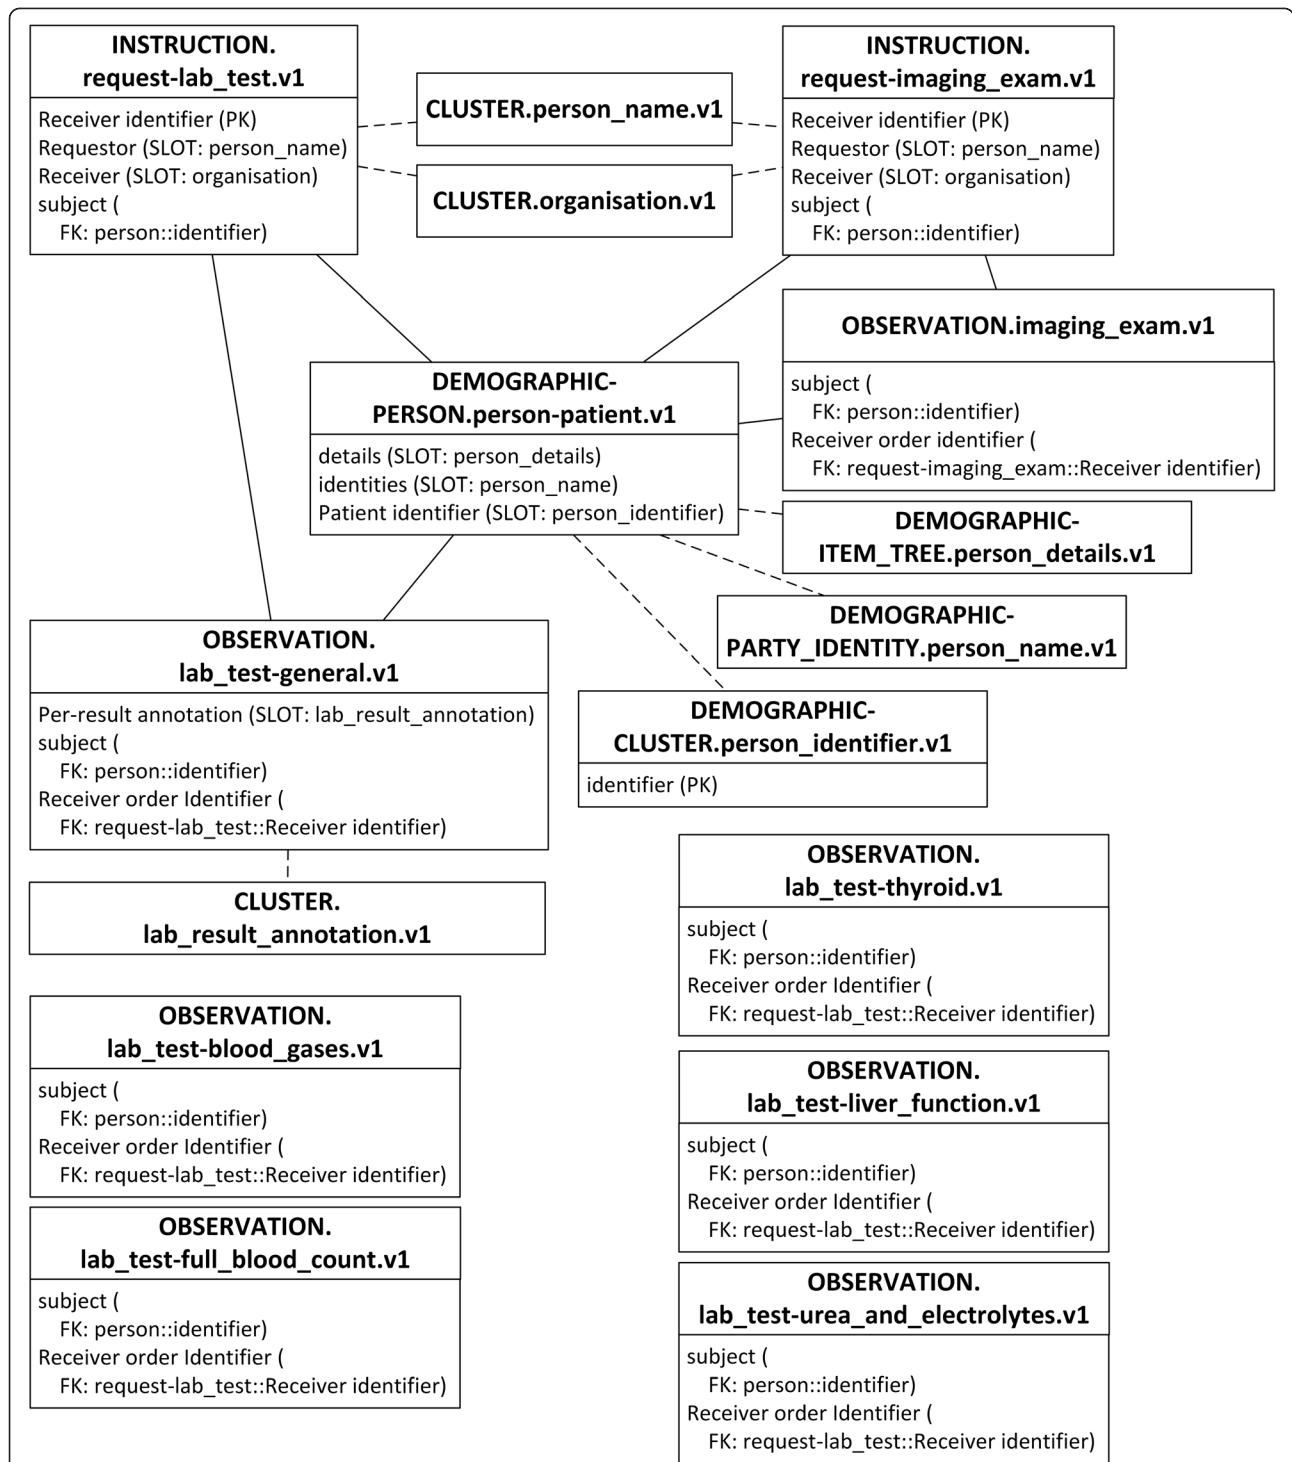 INSTRUCTION.
request-lab_test.v1
Receiver identifier (PK)
Requestor (SLOT: person_name)
Receiver (SLOT: organisation)
subject (
FK: person::identifier)
CLUSTER.person_name.v1
CLUSTER.organisation.v1
INSTRUCTION.
request-imaging_exam.v1
Receiver identifier (PK)
Requestor (SLOT: person_name)
Receiver (SLOT: organisation)
subject (
FK: person::identifier)
OBSERVATION.imaging_exam.v1
subject (
FK: person::identifier)
Receiver order identifier (
FK: request-imaging_exam::Receiver identifier)
DEMOGRAPHIC-
PERSON.person-patient.v1
details (SLOT: person_details)
identities (SLOT: person_name)
Patient identifier (SLOT: person_identifier)
DEMOGRAPHIC-
ITEM_TREE.person_details.v1
DEMOGRAPHIC-
PARTY_IDENTITY.person_name.v1
DEMOGRAPHIC-
CLUSTER.person_identifier.v1
identifier (PK)
OBSERVATION.
lab_test-general.v1
Per-result annotation (SLOT: lab_result_annotation)
subject (
FK: person::identifier)
Receiver order Identifier (
FK: request-lab_test::Receiver identifier)
CLUSTER.
lab_result_annotation.v1
OBSERVATION.
lab_test-blood_gases.v1
subject (
FK: person::identifier)
Receiver order Identifier (
FK: request-lab_test::Receiver identifier)
OBSERVATION.
lab_test-full_blood_count.v1
subject (
FK: person::identifier)
Receiver order Identifier (
FK: request-lab_test::Receiver identifier)
OBSERVATION.
lab_test-thyroid.v1
subject (
FK: person::identifier)
Receiver order Identifier (
FK: request-lab_test::Receiver identifier)
OBSERVATION.
lab_test-liver_function.v1
subject (
FK: person::identifier)
Receiver order Identifier (
FK: request-lab_test::Receiver identifier)
OBSERVATION.
lab_test-urea_and_electrolytes.v1
subject (
FK: person::identifier)
Receiver order Identifier (
FK: request-lab_test::Receiver identifier)